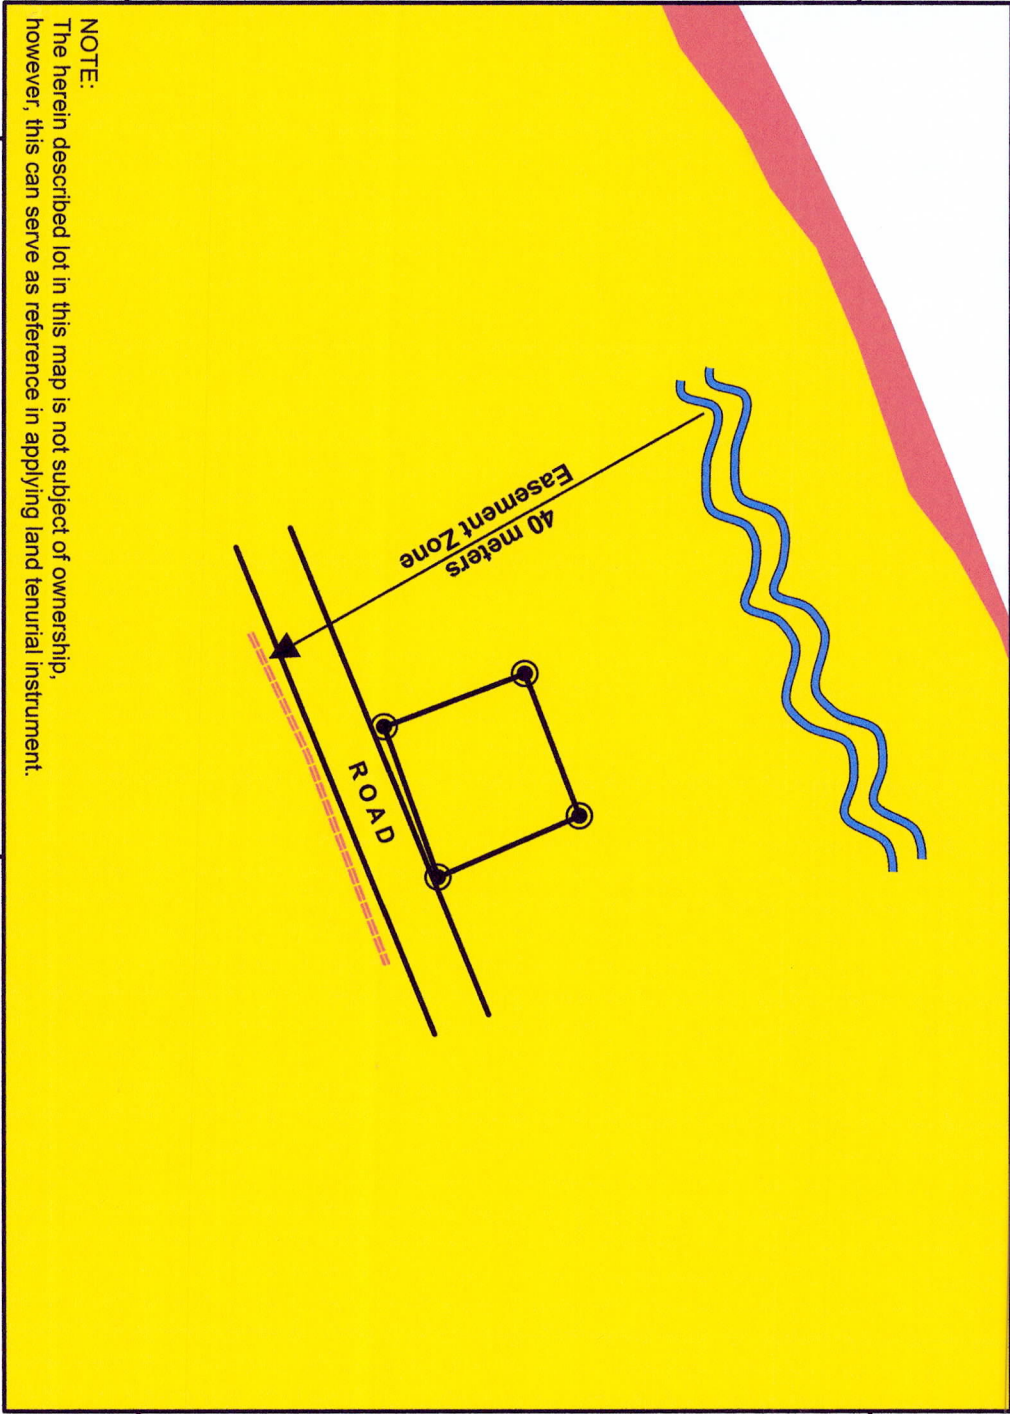 40 meters
Easement Zone
ROAD
NOTE:
The herein described lot in this map is not subject of ownership,
however, this can serve as reference in applying land tenurial instrument.